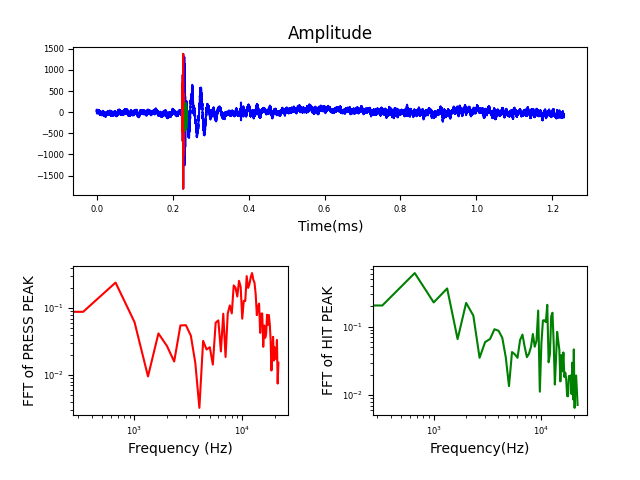 Amplitude
1500
1000
500
0
−500
−1000
−1500
0.0 0.2 0.4 0.6 0.8 1.0 1.2
Time(ms)
FFT of PRESS PEAK
10⁻¹
10⁻²
10³ 10⁴
Frequency (Hz)
FFT of HIT PEAK
10⁻¹
10⁻²
10³ 10⁴
Frequency(Hz)